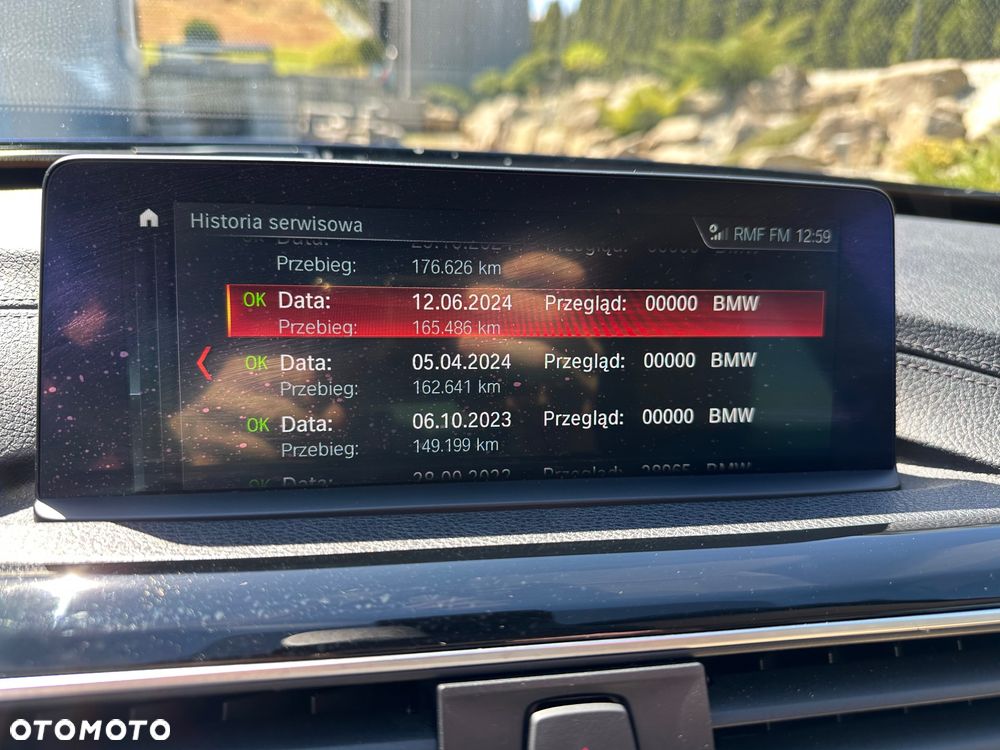 Historia serwisowa
RMF FM 12:59
Przebieg: 176.626 km
OK Data: 12.06.2024 Przegląd: 00000 BMW
Przebieg: 165.486 km
OK Data: 05.04.2024 Przegląd: 00000 BMW
Przebieg: 162.641 km
OK Data: 06.10.2023 Przegląd: 00000 BMW
Przebieg: 149.199 km
OTOMOTO